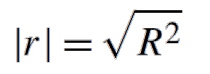 |r| = √R²